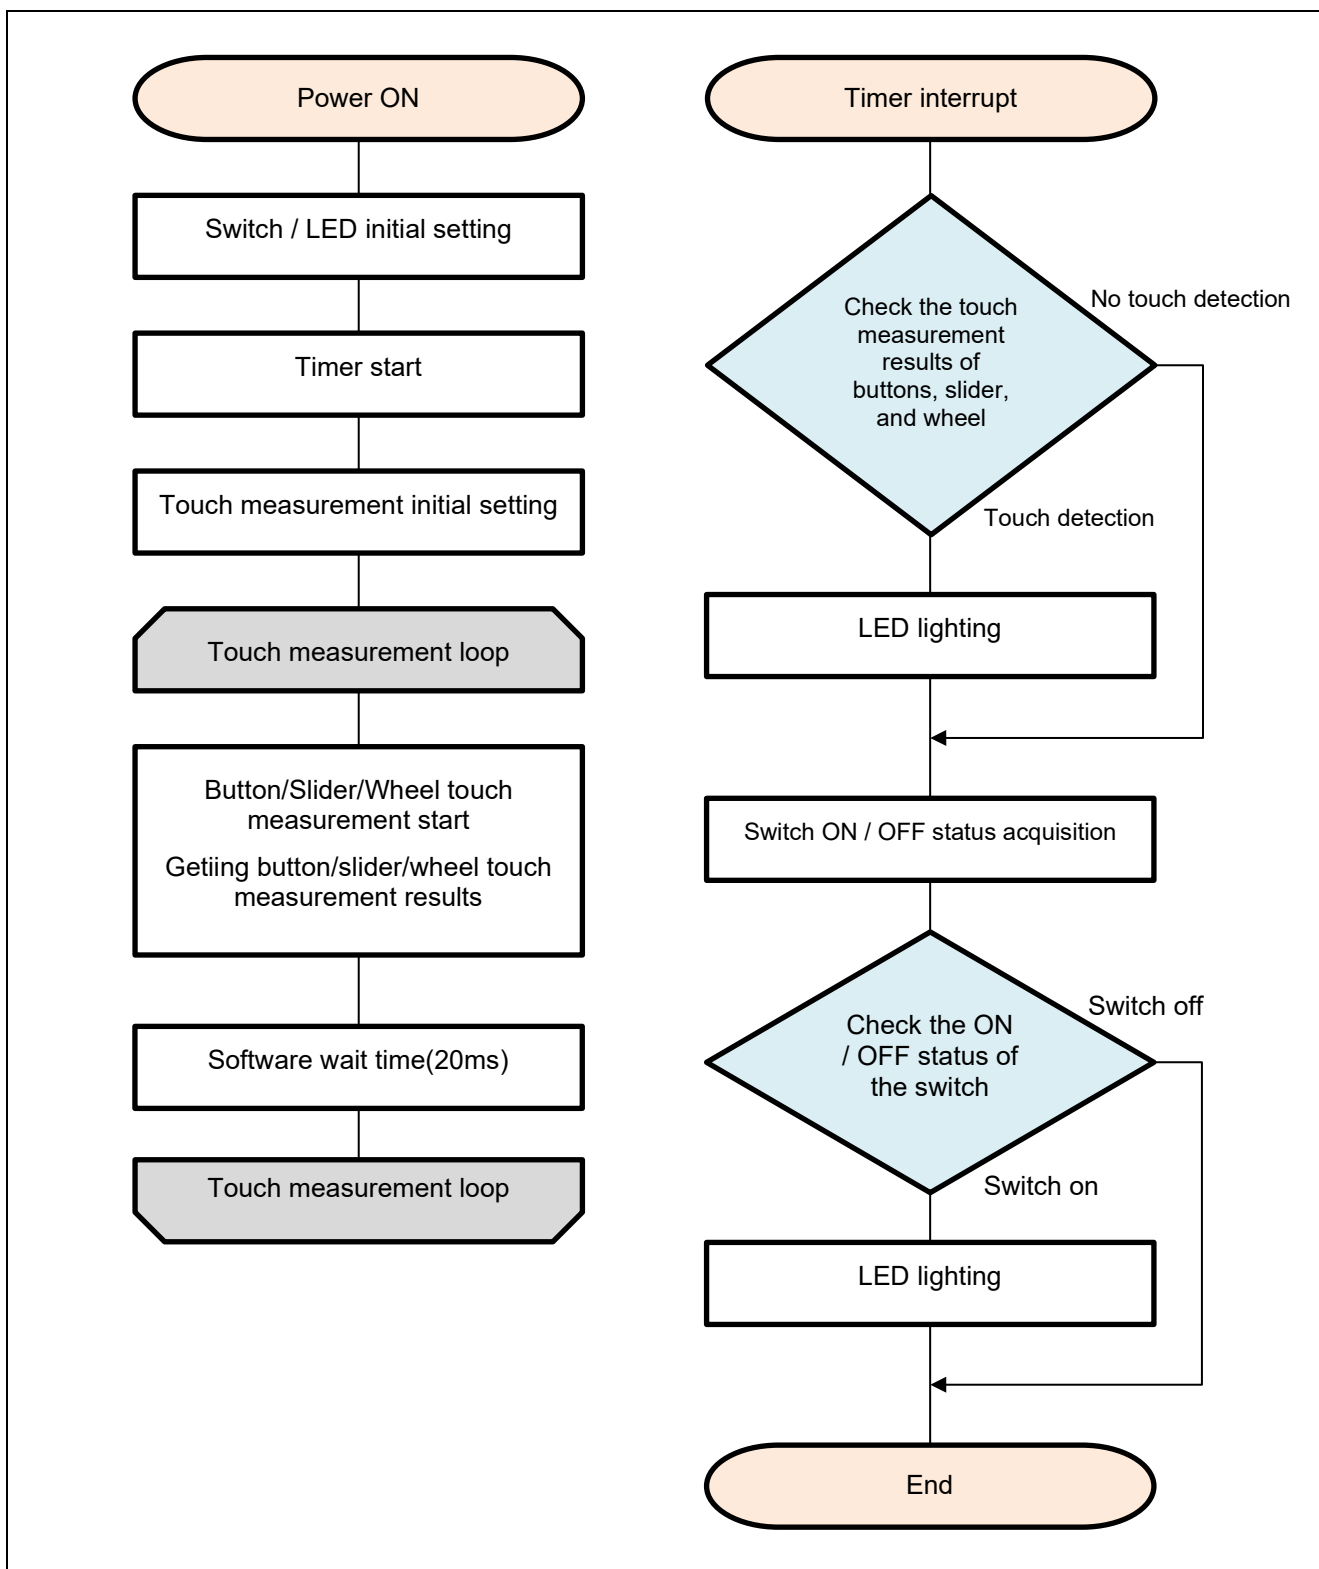 Power ON
Switch / LED initial setting
Timer start
Touch measurement initial setting
Touch measurement loop
Button/Slider/Wheel touch
measurement start
Getiing button/slider/wheel touch
measurement results
Software wait time(20ms)
Touch measurement loop
Timer interrupt
Check the touch
measurement
results of
buttons, slider,
and wheel
No touch detection
Touch detection
LED lighting
Switch ON / OFF status acquisition
Check the ON
/ OFF status of
the switch
Switch off
Switch on
LED lighting
End